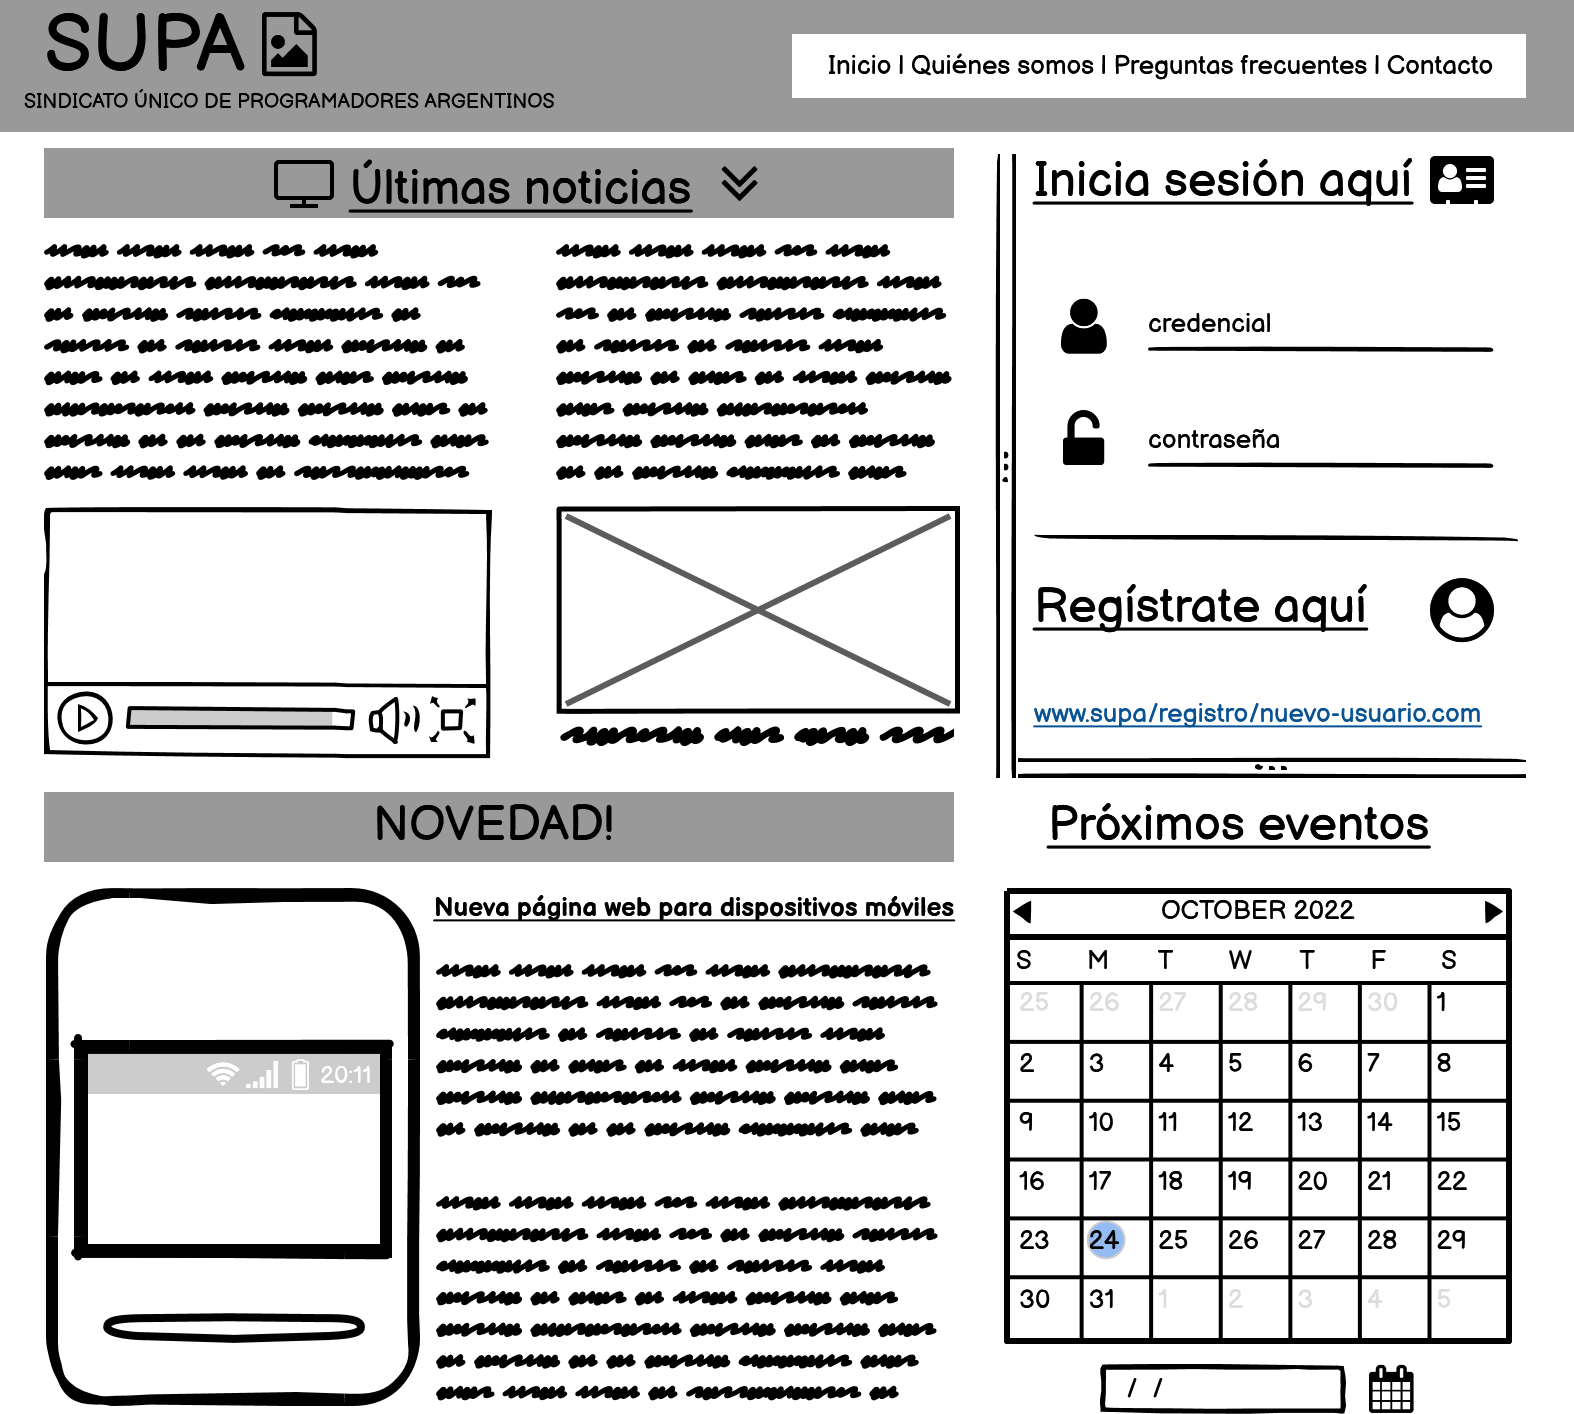 SUPA
SINDICATO ÚNICO DE PROGRAMADORES ARGENTINOS
Inicio | Quiénes somos | Preguntas frecuentes | Contacto
Últimas noticias
Inicia sesión aquí
credencial
contraseña
Regístrate aquí
www.supa/registro/nuevo-usuario.com
NOVEDAD!
20:11
Nueva página web para dispositivos móviles
Próximos eventos
OCTOBER 2022
S M T W T F S
25 26 27 28 29 30 1
2 3 4 5 6 7 8
9 10 11 12 13 14 15
16 17 18 19 20 21 22
23 24 25 26 27 28 29
30 31 1 2 3 4 5
/ /